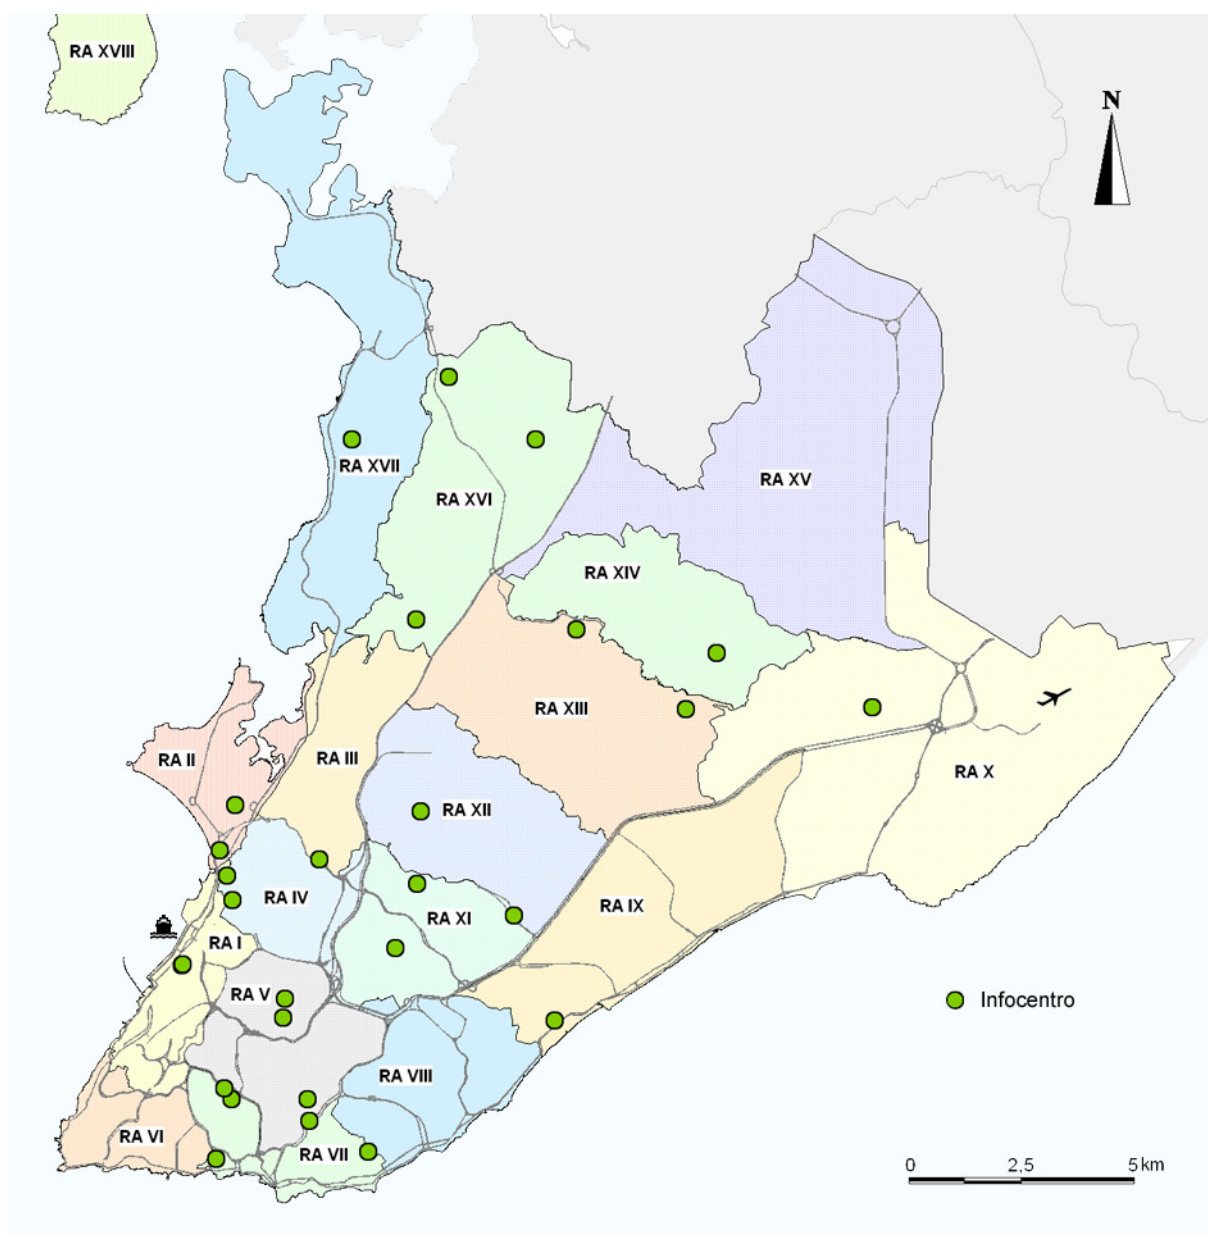 RA XVIII
N
RA XVII
RA XVI
RA XV
RA XIV
RA XIII
RA II
RA III
RA X
RA XII
RA IV
RA IX
RA XI
RA I
RA V
Infocentro
RA VIII
RA VI
RA VII
0 2,5 5 km